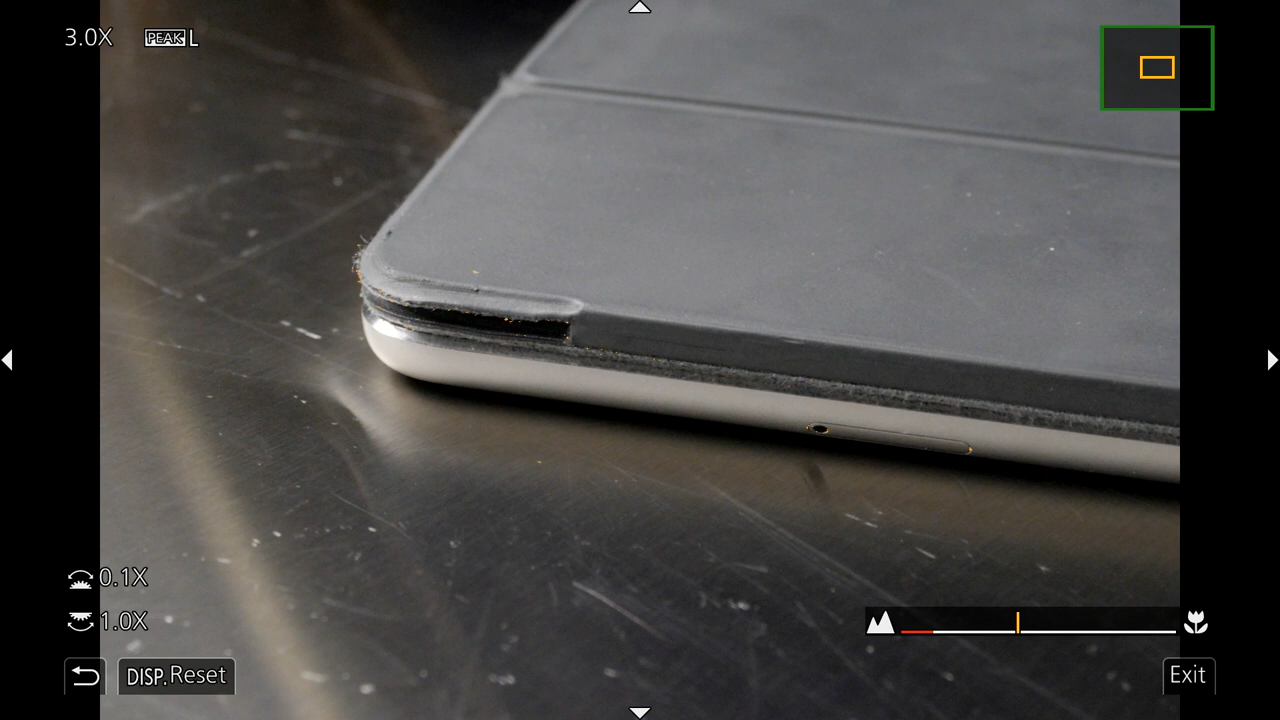 3.0X PEAK L
0.1X
1.0X
DISP. Reset
Exit